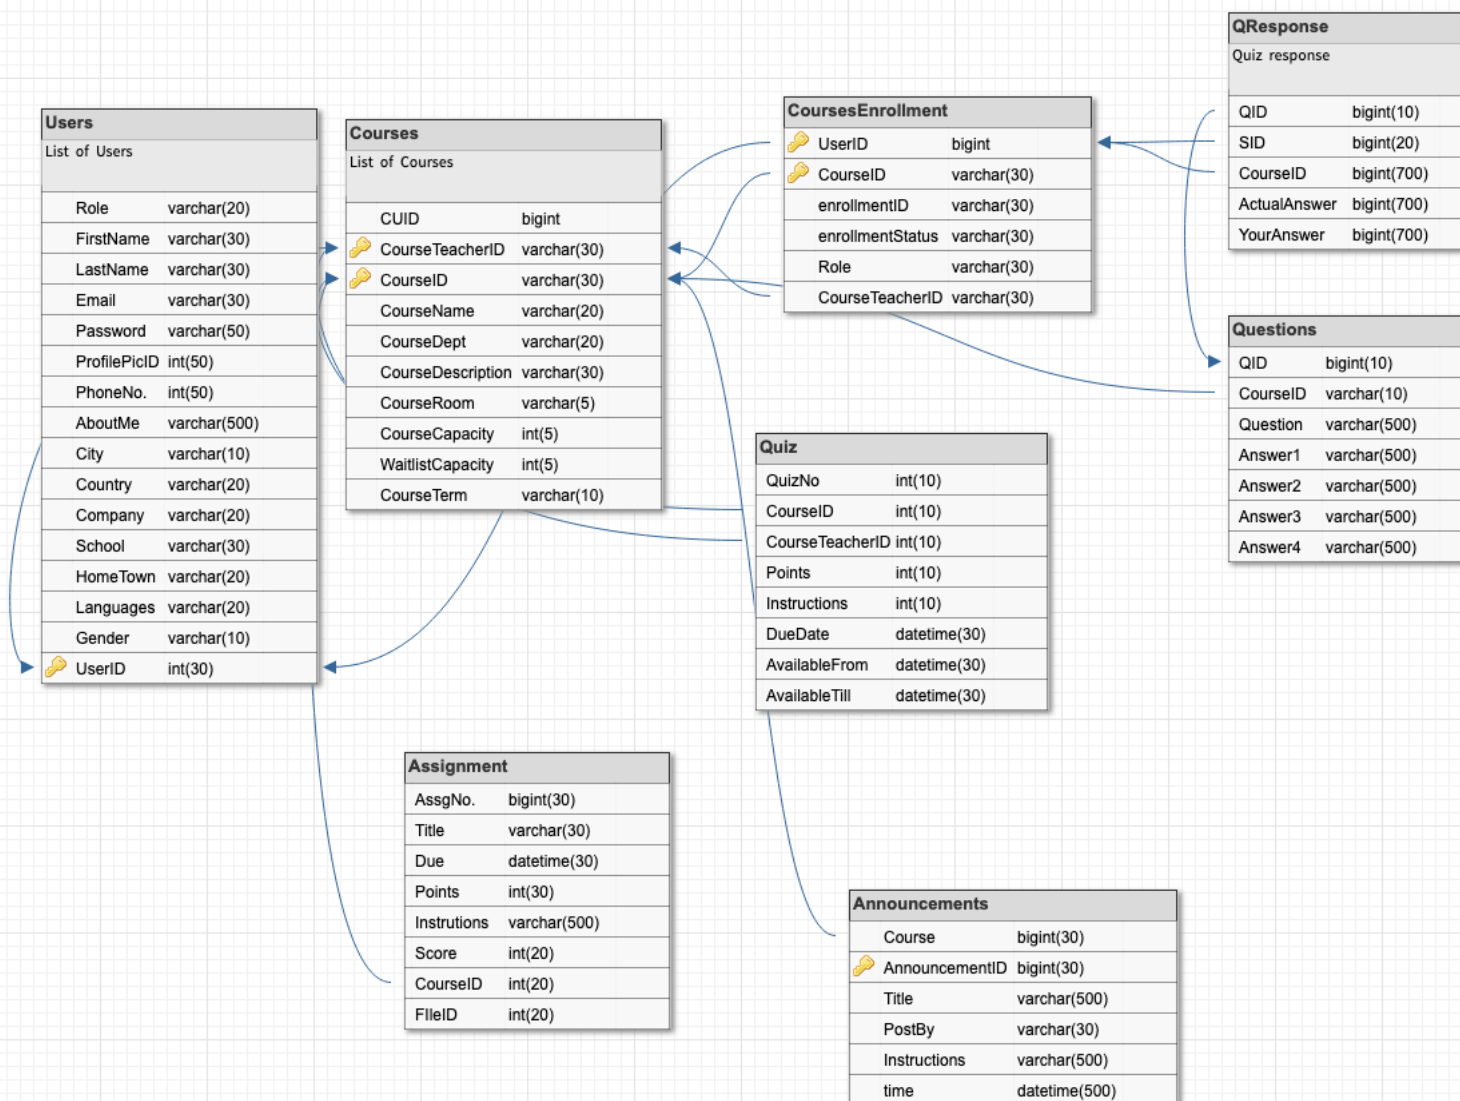 Users
List of Users
Role varchar(20)
FirstName varchar(30)
LastName varchar(30)
Email varchar(30)
Password varchar(50)
ProfilePicID int(50)
PhoneNo. int(50)
AboutMe varchar(500)
City varchar(10)
Country varchar(20)
Company varchar(20)
School varchar(30)
HomeTown varchar(20)
Languages varchar(20)
Gender varchar(10)
UserID int(30)
Courses
List of Courses
CUID bigint
CourseTeacherID varchar(30)
CourseID varchar(30)
CourseName varchar(20)
CourseDept varchar(20)
CourseDescription varchar(30)
CourseRoom varchar(5)
CourseCapacity int(5)
WaitlistCapacity int(5)
CourseTerm varchar(10)
CoursesEnrollment
UserID bigint
CourseID varchar(30)
enrollmentID varchar(30)
enrollmentStatus varchar(30)
Role varchar(30)
CourseTeacherID varchar(30)
QResponse
Quiz response
QID bigint(10)
SID bigint(20)
CourseID bigint(700)
ActualAnswer bigint(700)
YourAnswer bigint(700)
Questions
QID bigint(10)
CourseID varchar(10)
Question varchar(500)
Answer1 varchar(500)
Answer2 varchar(500)
Answer3 varchar(500)
Answer4 varchar(500)
Quiz
QuizNo int(10)
CourseID int(10)
CourseTeacherID int(10)
Points int(10)
Instructions int(10)
DueDate datetime(30)
AvailableFrom datetime(30)
AvailableTill datetime(30)
Assignment
AssgNo. bigint(30)
Title varchar(30)
Due datetime(30)
Points int(30)
Instrutions varchar(500)
Score int(20)
CourseID int(20)
FIleID int(20)
Announcements
Course bigint(30)
AnnouncementID bigint(30)
Title varchar(500)
PostBy varchar(30)
Instructions varchar(500)
time datetime(500)